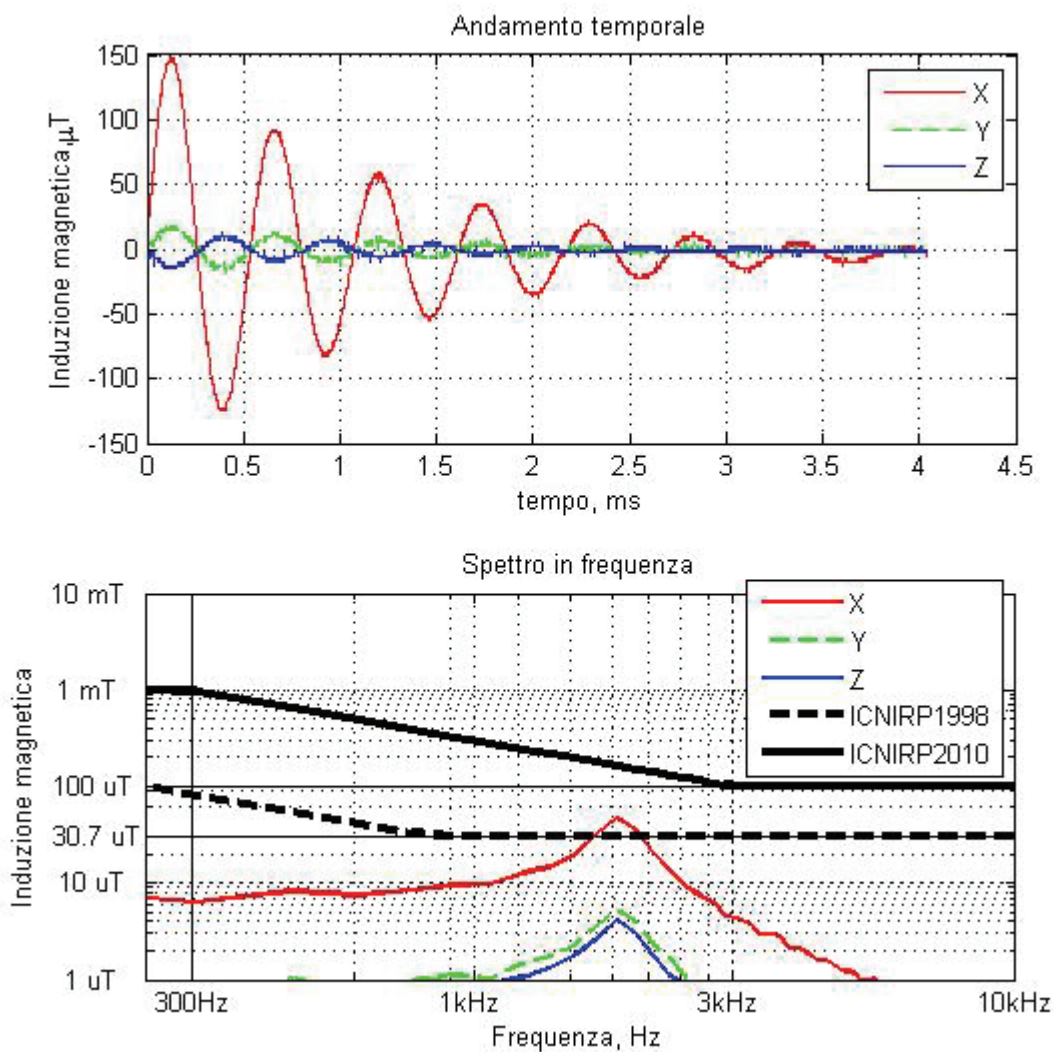 Andamento temporale
150
100
50
0
-50
-100
-150
Induzione magnetica,μT
X
Y
Z
0 0.5 1 1.5 2 2.5 3 3.5 4 4.5
tempo, ms
Spettro in frequenza
10 mT
1 mT
100 uT
30.7 uT
10 uT
1 uT
Induzione magnetica
X
Y
Z
ICNIRP1998
ICNIRP2010
300Hz 1kHz 3kHz 10kHz
Frequenza, Hz